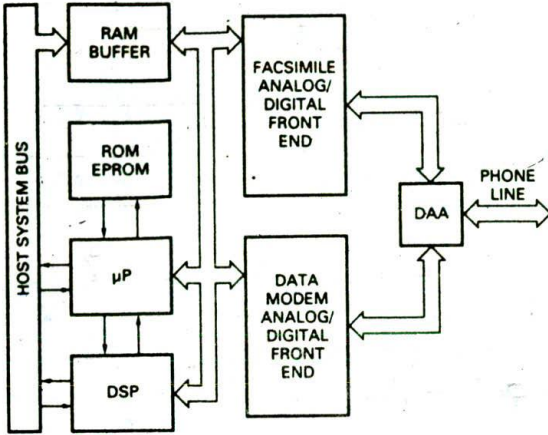 HOST SYSTEM BUS
RAM
BUFFER
ROM
EPROM
µP
DSP
FACSIMILE
ANALOG/
DIGITAL
FRONT
END
DATA
MODEM
ANALOG/
DIGITAL
FRONT
END
DAA
PHONE
LINE